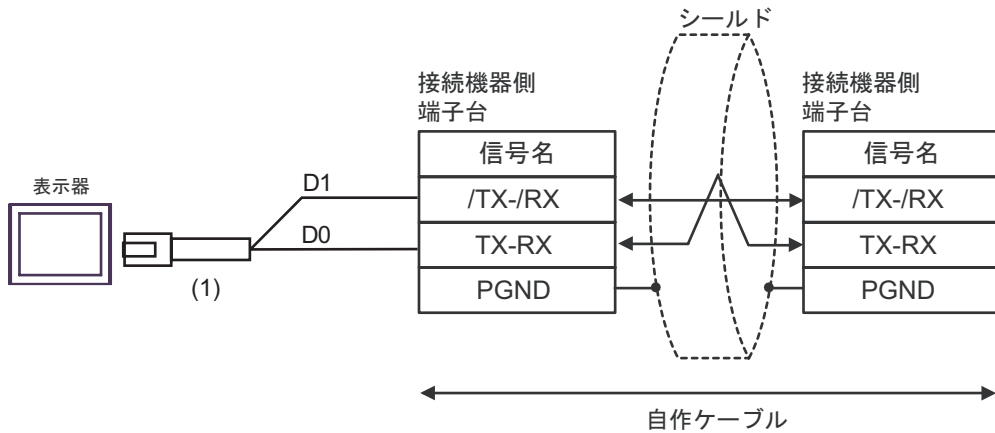 シールド
接続機器側
端子台
接続機器側
端子台
信号名
信号名
表示器
D1
/TX-/RX
/TX-/RX
D0
TX-RX
TX-RX
(1)
PGND
PGND
自作ケーブル